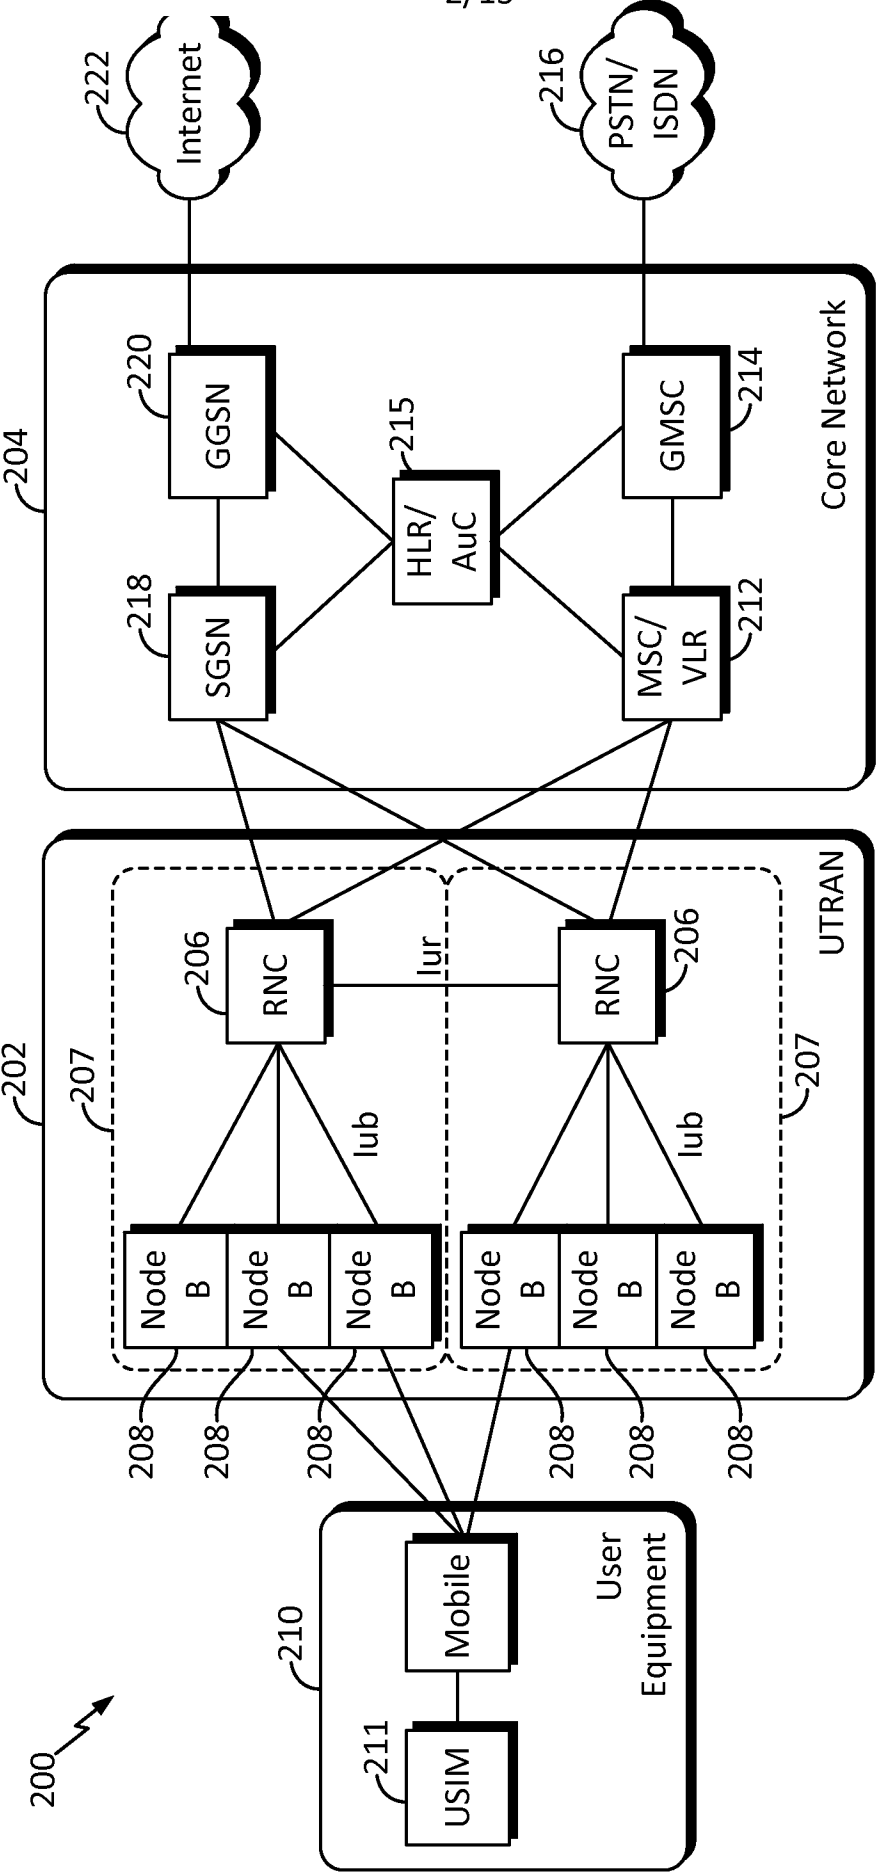 200
210
211
USIM
Mobile
User
Equipment
202
207
208
208
208
Node
B
Node
B
Node
B
Iub
206
RNC
Iur
208
208
208
Node
B
Node
B
Node
B
Iub
RNC
206
207
UTRAN
204
218
SGSN
220
GGSN
215
HLR/
AuC
MSC/
VLR
212
GMSC
214
Core Network
222
Internet
216
PSTN/
ISDN